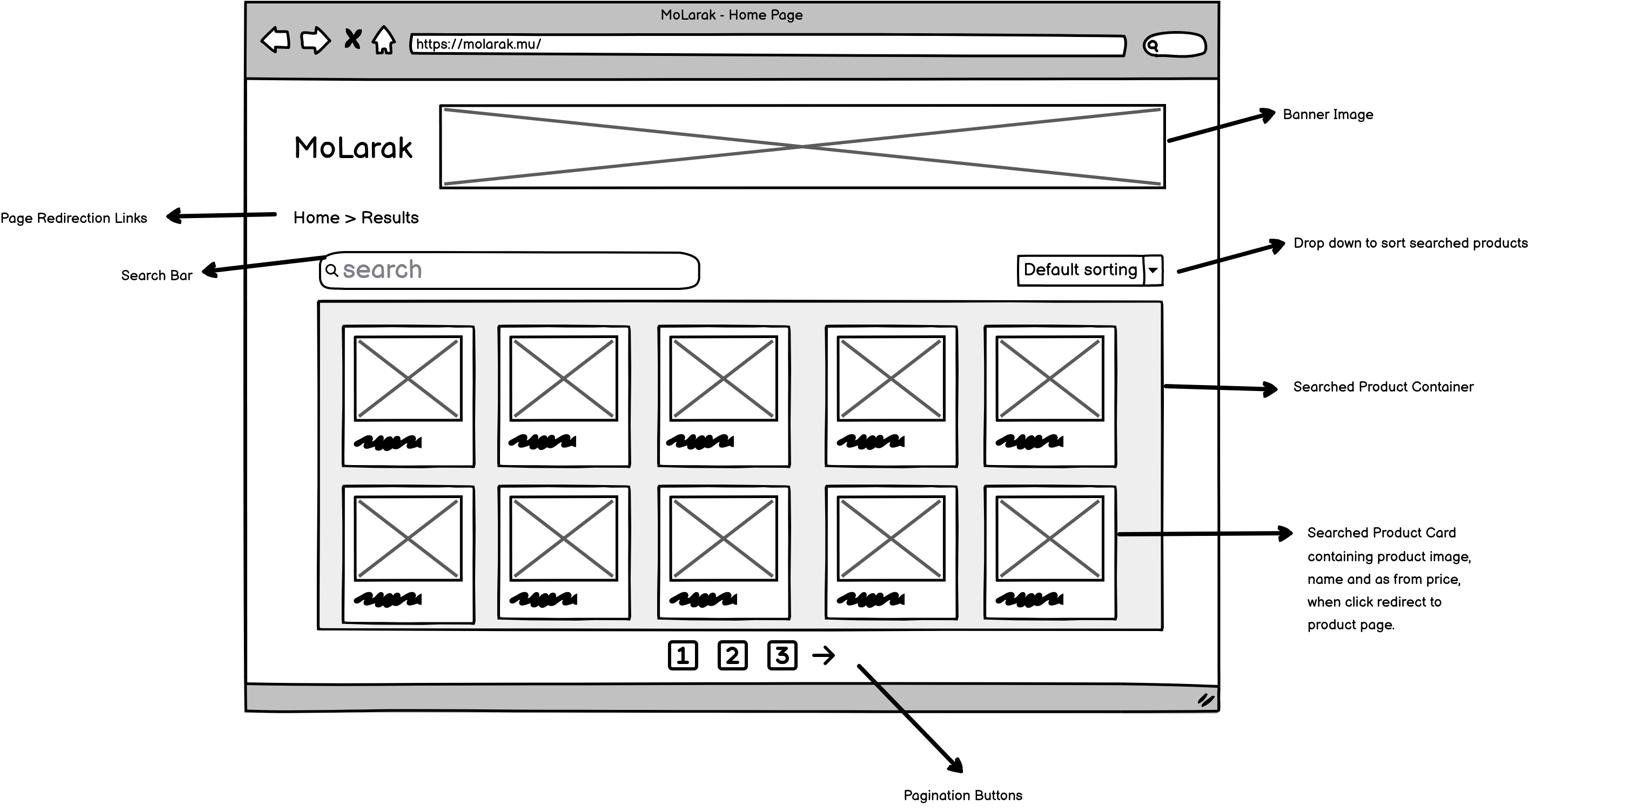 MoLarak - Home Page
https://molarak.mu/
Banner Image
MoLarak
Page Redirection Links
Home > Results
Drop down to sort searched products
Search Bar
search
Default sorting
Searched Product Container
Searched Product Card
containing product image,
name and as from price,
when click redirect to
product page.
1 2 3
Pagination Buttons